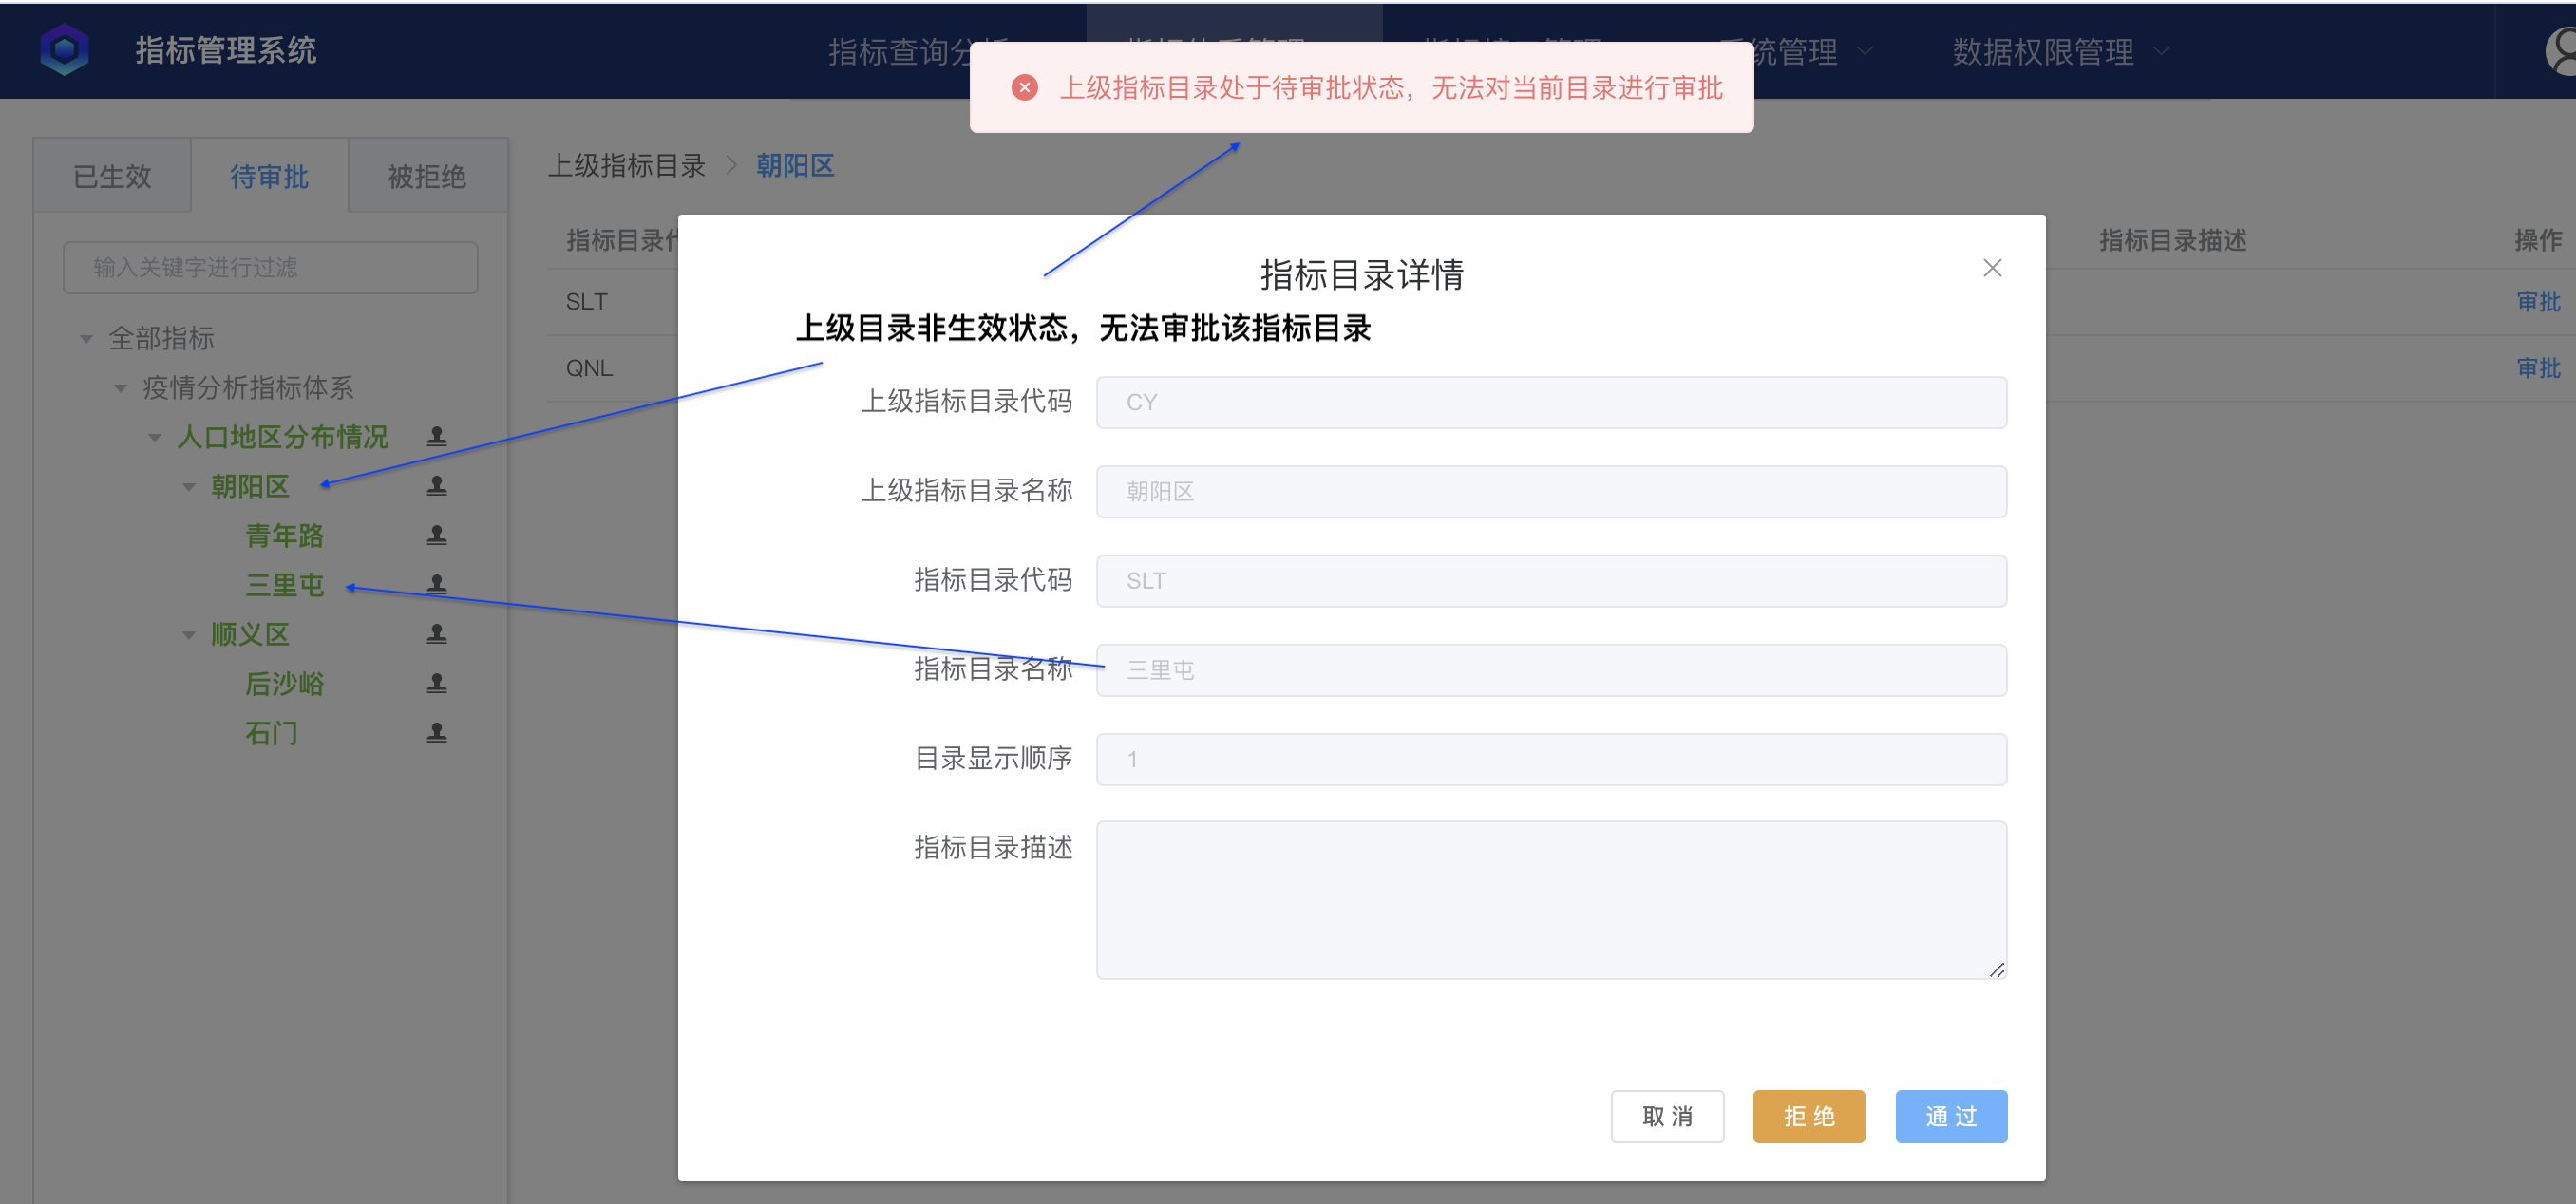 指标管理系统
指标查询分
统管理
数据权限管理
上级指标目录处于待审批状态，无法对当前目录进行审批
已生效
待审批
被拒绝
上级指标目录 > 朝阳区
输入关键字进行过滤
指标目录
指标目录描述
操作
SLT
审批
QNL
审批
全部指标
疫情分析指标体系
人口地区分布情况
朝阳区
青年路
三里屯
顺义区
后沙峪
石门
指标目录详情
上级目录非生效状态，无法审批该指标目录
上级指标目录代码
CY
上级指标目录名称
朝阳区
指标目录代码
SLT
指标目录名称
三里屯
目录显示顺序
1
指标目录描述
取 消
拒 绝
通 过